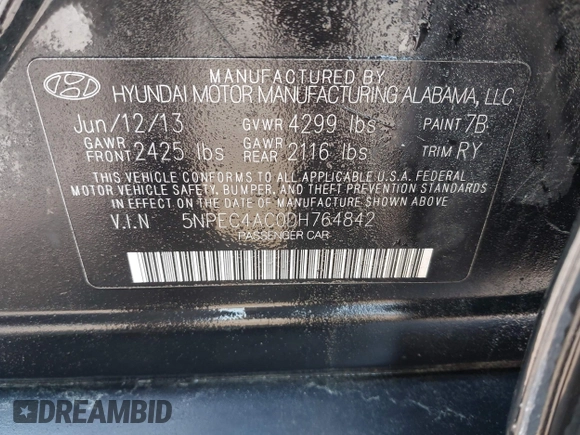 MANUFACTURED BY
HYUNDAI MOTOR MANUFACTURING ALABAMA, LLC
Jun/12/13 GVWR 4299 lbs PAINT 7B
GAWR FRONT 2425 lbs GAWR REAR 2116 lbs TRIM RY
THIS VEHICLE CONFORMS TO ALL APPLICABLE U.S.A. FEDERAL
MOTOR VEHICLE SAFETY, BUMPER, AND THEFT PREVENTION STANDARDS
IN EFFECT ON THE DATE OF MANUFACTURE SHOWN ABOVE
V.I.N 5NPEC4AC0DH764842
PASSENGER CAR
DREAMBID